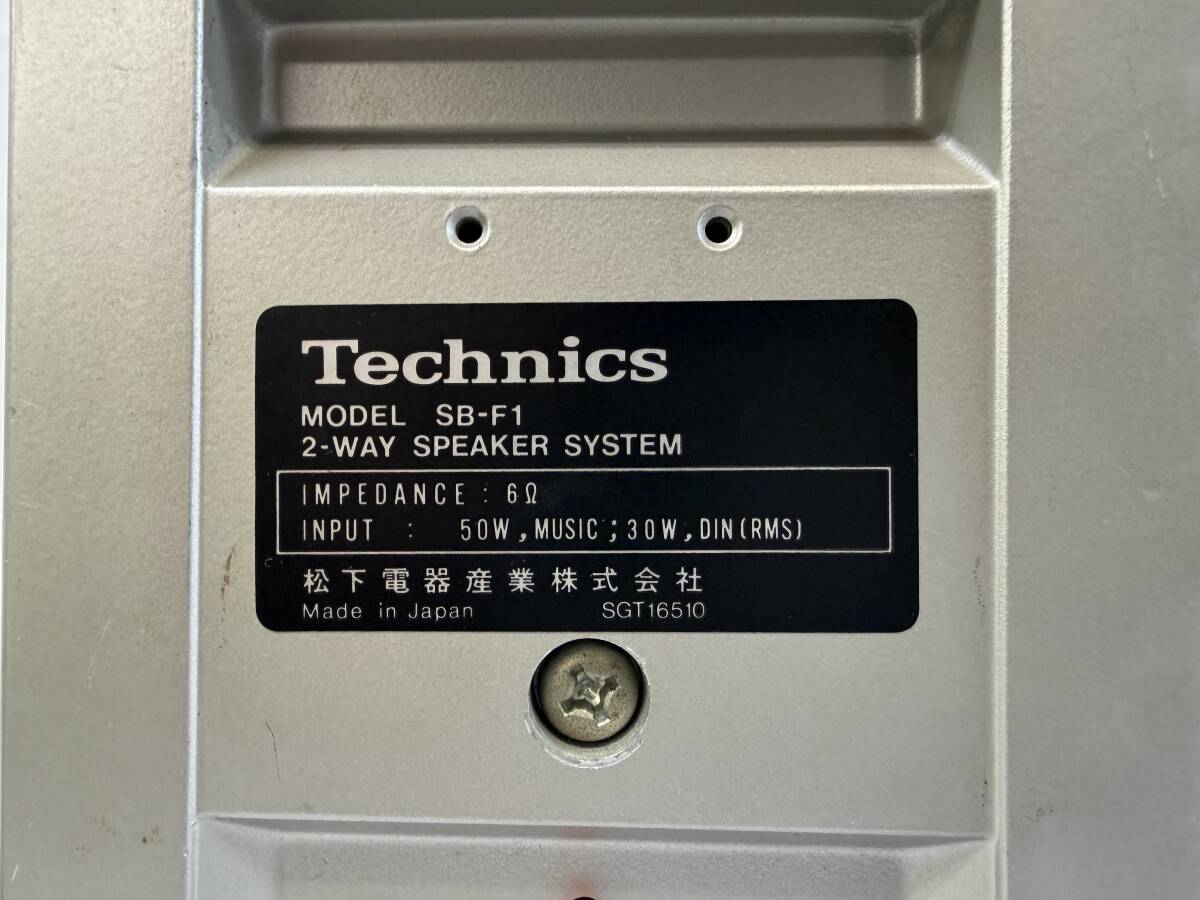 Technics
MODEL SB-F1
2-WAY SPEAKER SYSTEM
IMPEDANCE : 6Ω
INPUT : 50W, MUSIC; 30W, DIN(RMS)
松下電器産業株式会社
Made in Japan SGT16510